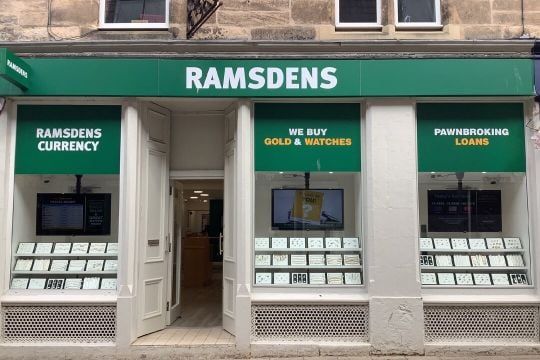 RAMSDENS
RAMSDENS
RAMSDENS
CURRENCY
WE BUY
GOLD & WATCHES
PAWNBROKING
LOANS